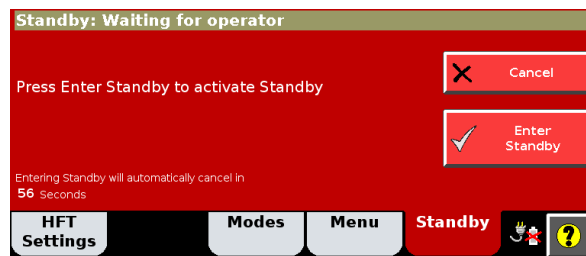 Standby: Waiting for operator
Press Enter Standby to activate Standby
Cancel
Enter
Standby
Entering Standby will automatically cancel in
56 Seconds
HFT
Settings
Modes
Menu
Standby
?